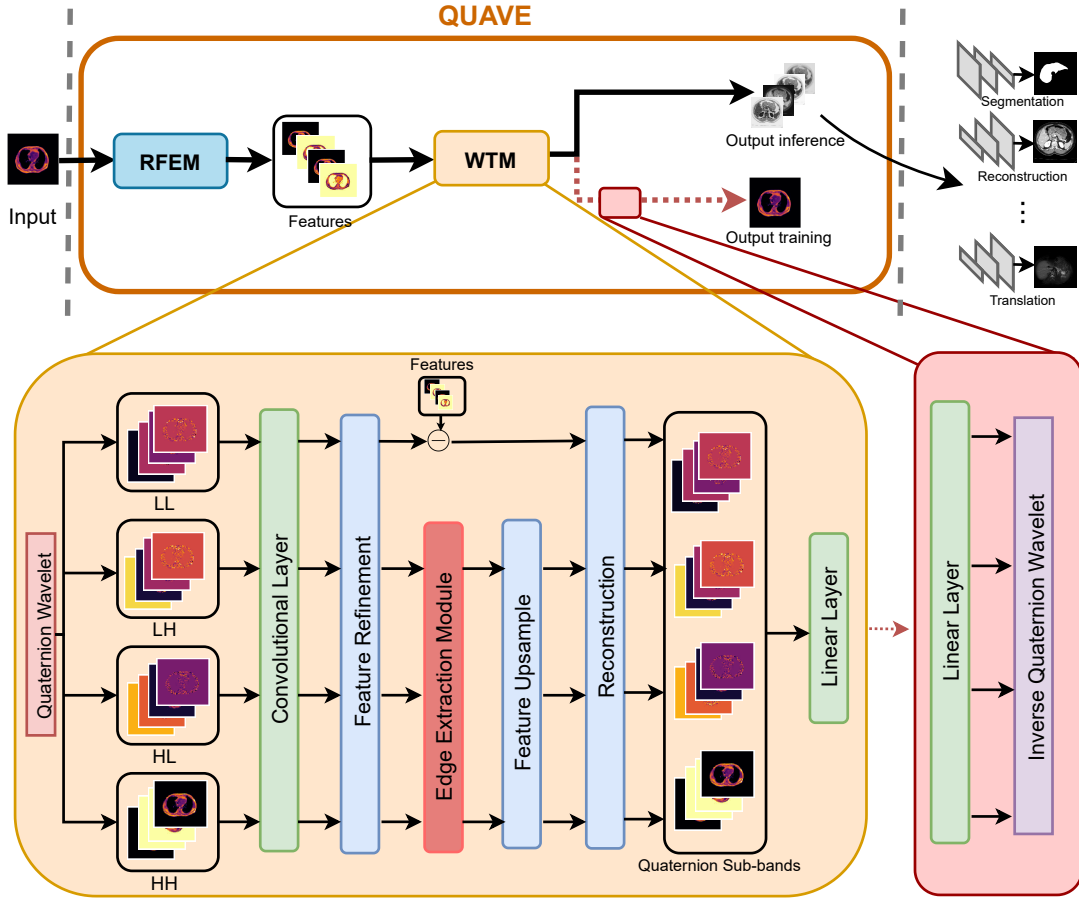 QUAVE
Input
RFEM
Features
WTM
Output inference
Output training
Segmentation
Reconstruction
...
Translation
Features
Quaternion Wavelet
LL
LH
HL
HH
Convolutional Layer
Feature Refinement
Edge Extraction Module
Feature Upsample
Reconstruction
Quaternion Sub-bands
Linear Layer
Linear Layer
Inverse Quaternion Wavelet